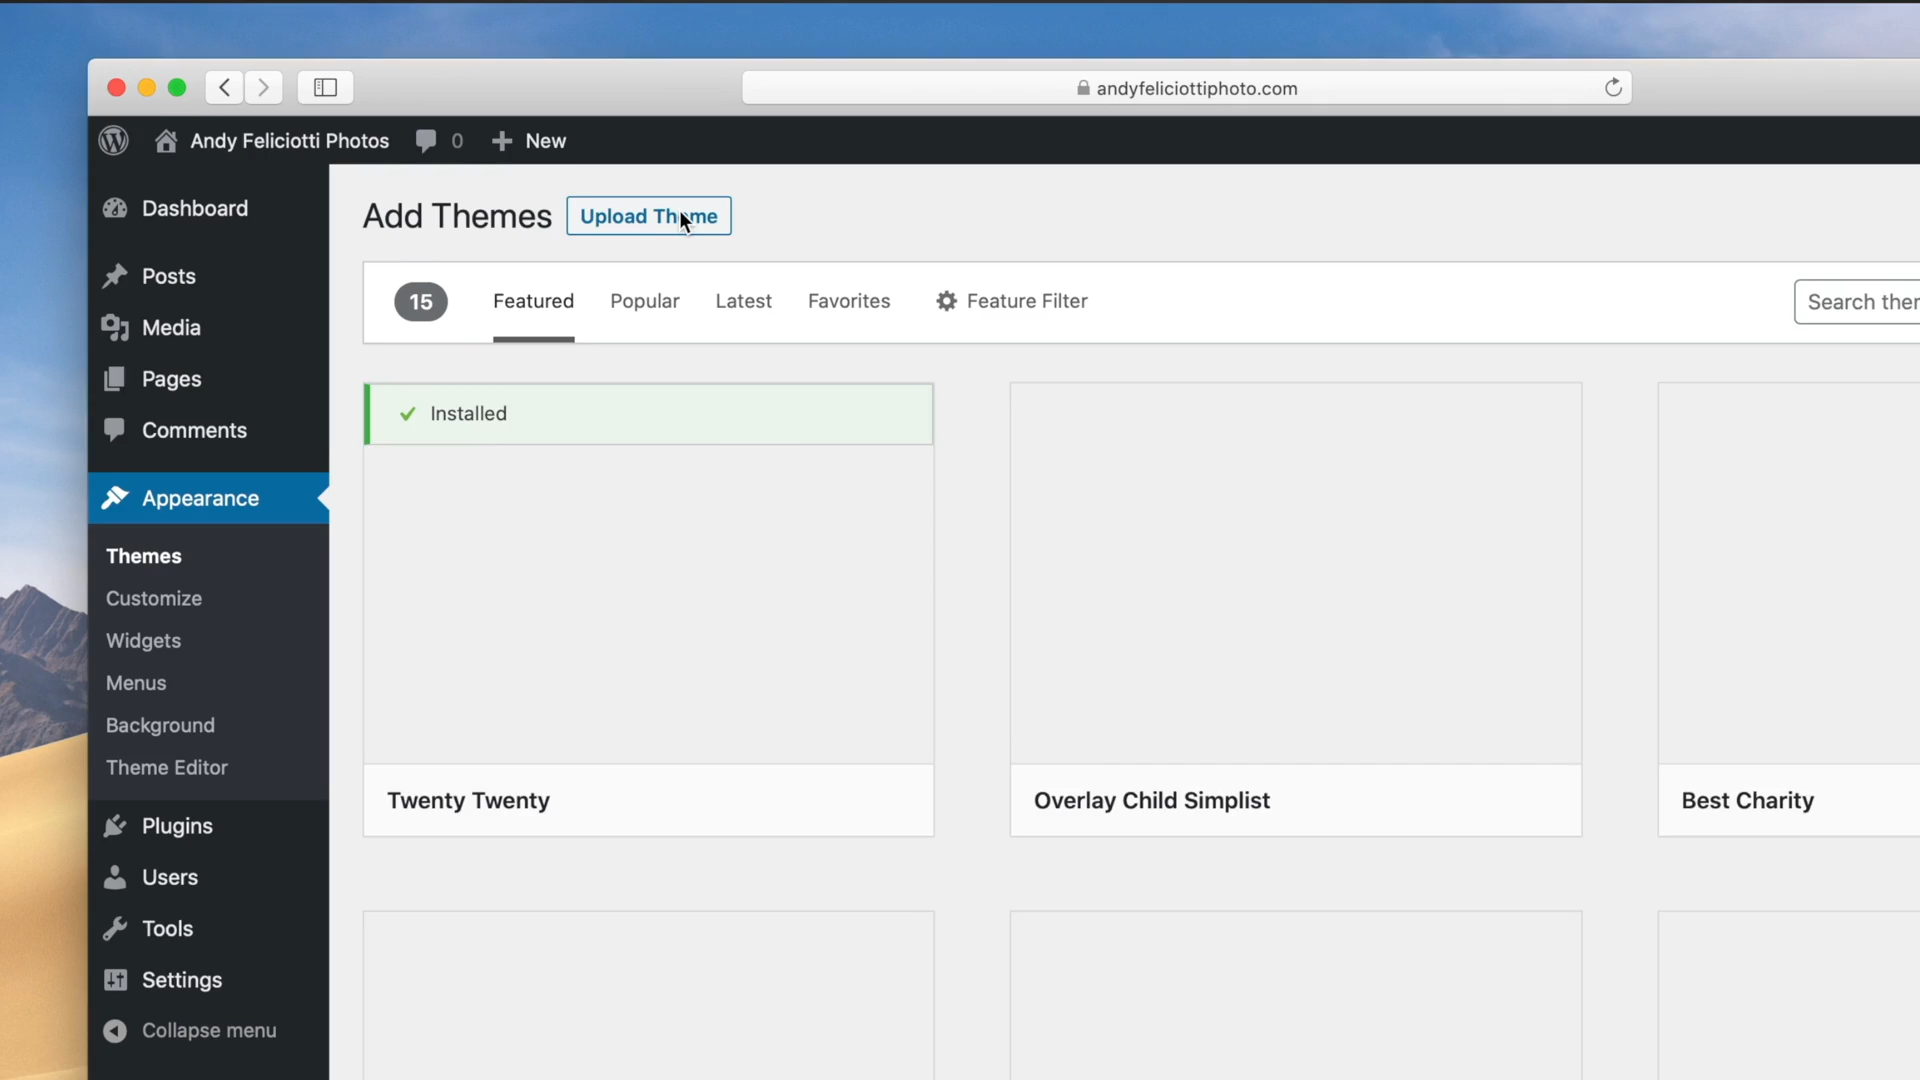 andyfeliciottiphoto.com
Andy Feliciotti Photos 0 New
Dashboard
Posts
Media
Pages
Comments
Appearance
Themes
Customize
Widgets
Menus
Background
Theme Editor
Plugins
Users
Tools
Settings
Collapse menu
Add Themes Upload Theme
15 Featured Popular Latest Favorites Feature Filter Search
Installed
Twenty Twenty
Overlay Child Simplist
Best Charity